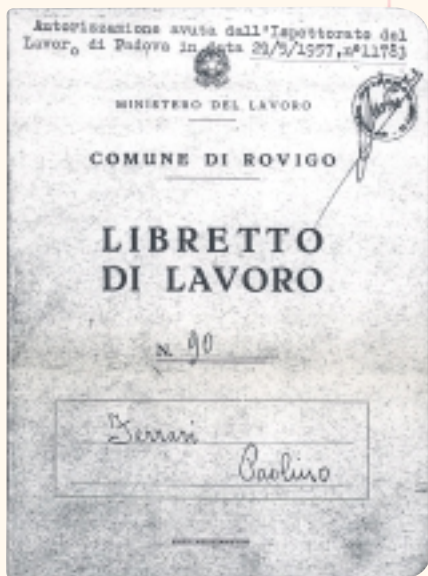 Autorizzazione avuta dall'Ispettorato del
Lavoro di Padova in data 29/5/1957, n°11783
MINISTERO DEL LAVORO
COMUNE DI ROVIGO
LIBRETTO
DI LAVORO
N. 90
Ferrari
Paolino